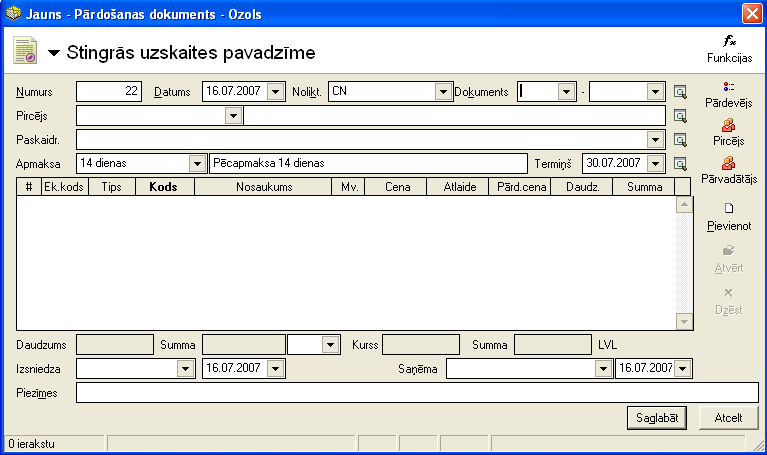 Jauns - Pārdošanas dokuments - Ozols
Stingrās uzskaites pavadzīme
Funkcijas
Numurs 22 Datums 16.07.2007 Nolikt. CN Dokuments -
Pārdevējs
Pircējs
Pircējs
Paskaidr.
Apmaksa 14 dienas Pēcapmaksa 14 dienas Termiņš 30.07.2007
Pārvadātājs
# Ek.kods Tips Kods Nosaukums Mv. Cena Atlaide Pārd.cena Daudz. Summa
Pievienot
Atvērt
Dzēst
Daudzums Summa Kurss Summa LVL
Izsniedza 16.07.2007 Saņēma 16.07.2007
Piezīmes
Saglabāt Atcelt
0 ierakstu